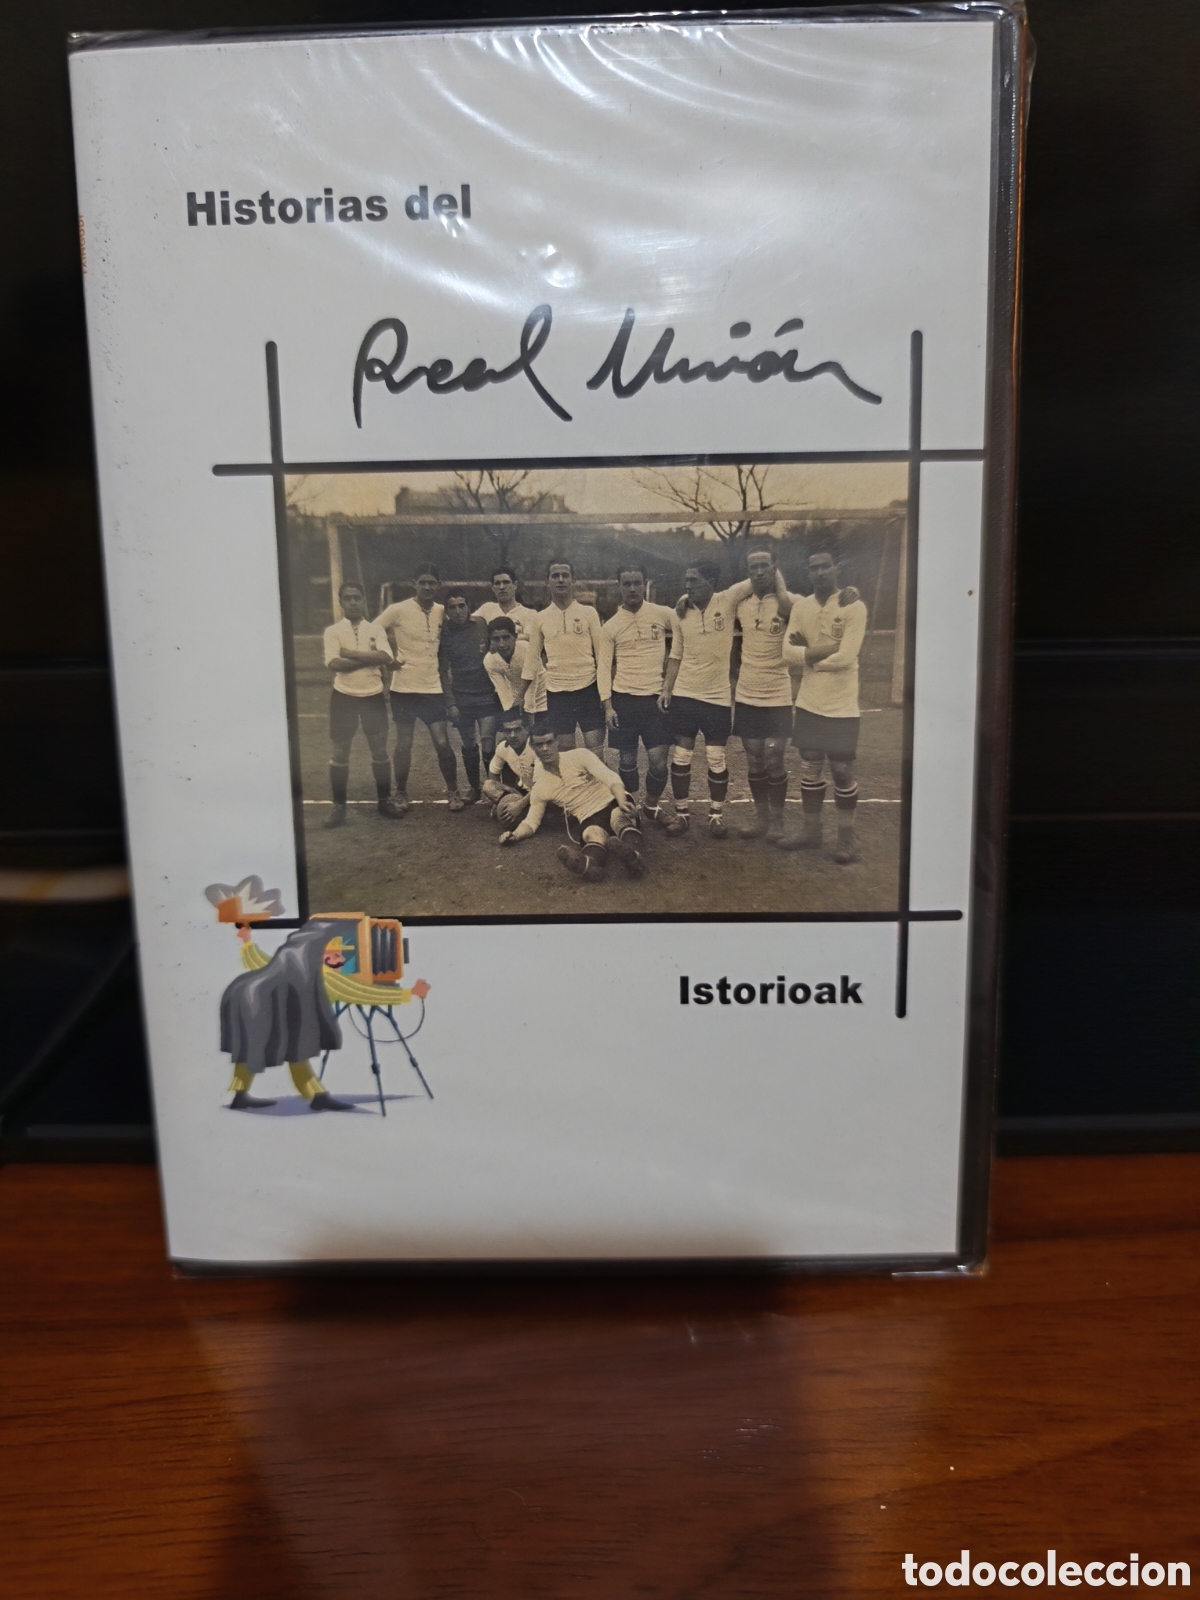 Historias del
Real Unión
Istorioak
todocoleccion